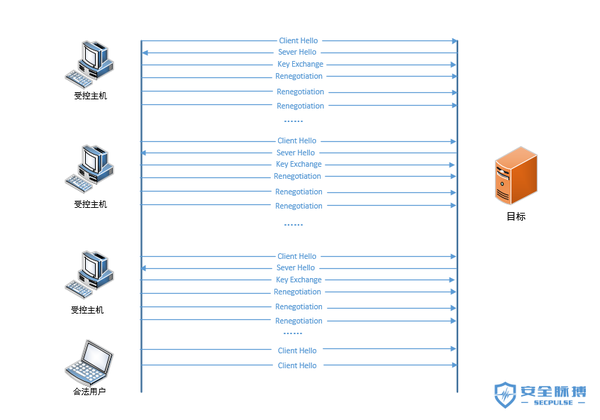 Client Hello
Sever Hello
Key Exchange
Renegotiation
Renegotiation
Renegotiation
受控主机
......
Client Hello
Sever Hello
Key Exchange
Renegotiation
Renegotiation
Renegotiation
受控主机
目标
......
Client Hello
Sever Hello
Key Exchange
Renegotiation
Renegotiation
Renegotiation
受控主机
......
Client Hello
Client Hello
合法用户
安全脉搏
SECPULSE